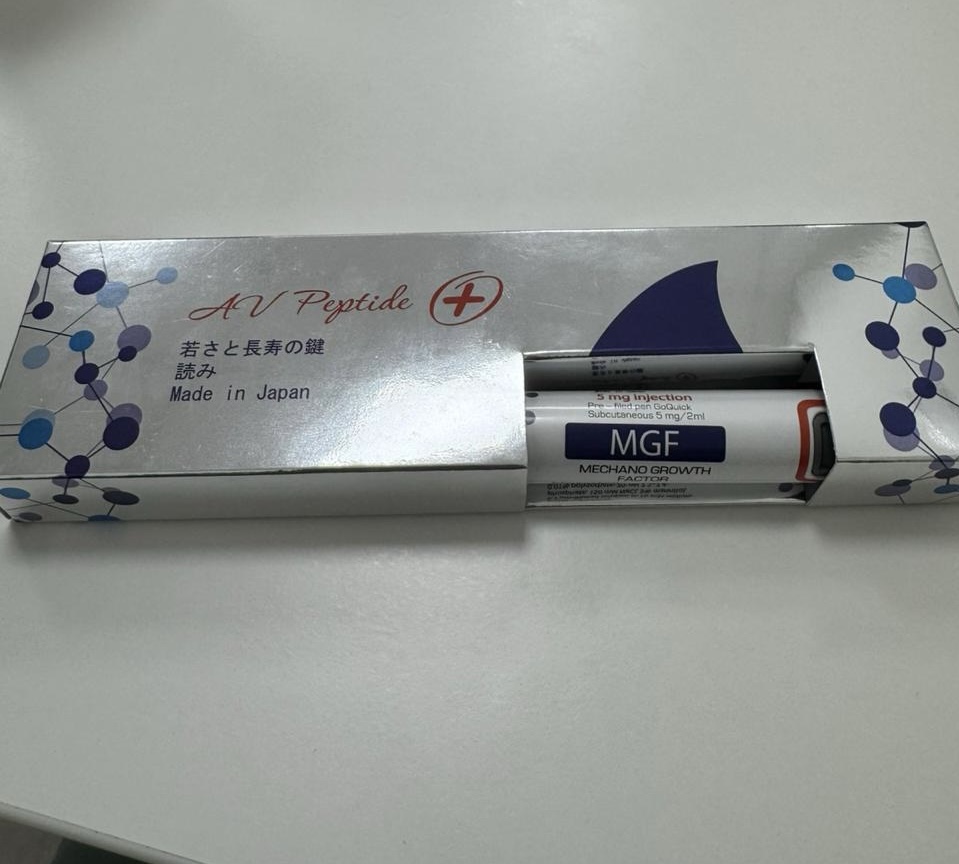 AV Peptide
若さと長寿の鍵
読み
Made in Japan
5 mg Injection
Pre - filed pen GoQuick
Subcutaneous 5 mg/2ml
MGF
MECHANO GROWTH
FACTOR